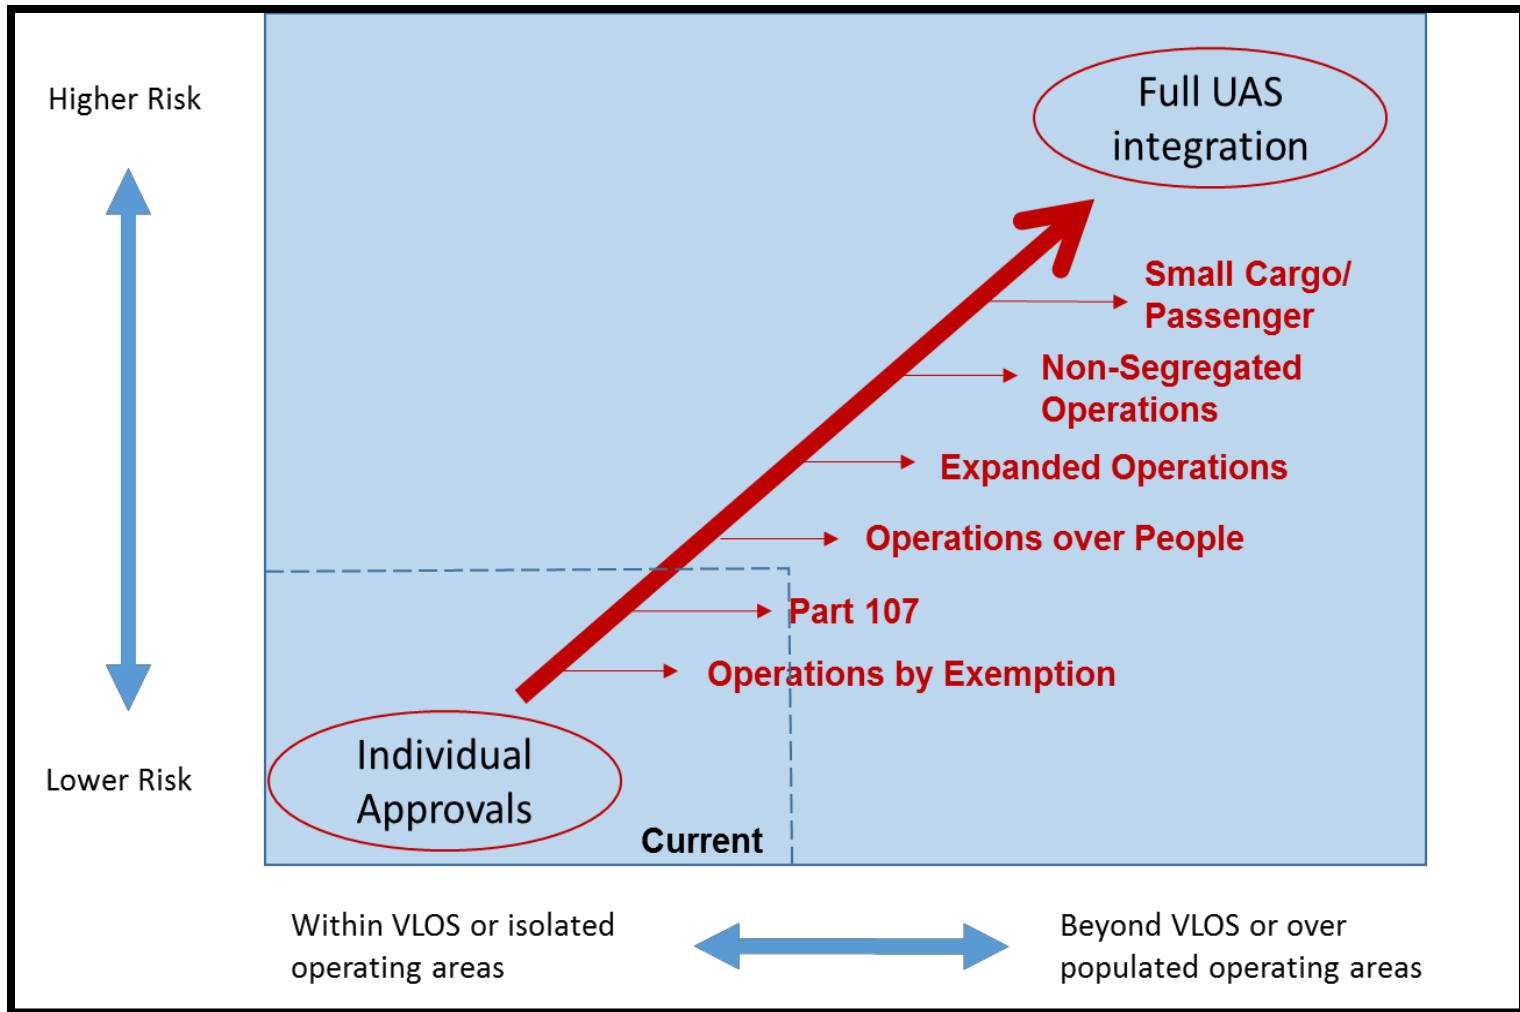 Higher Risk
Full UAS
integration
Small Cargo/
Passenger
Non-Segregated
Operations
Expanded Operations
Operations over People
Part 107
Operations by Exemption
Individual
Approvals
Lower Risk
Current
Within VLOS or isolated
operating areas
Beyond VLOS or over
populated operating areas